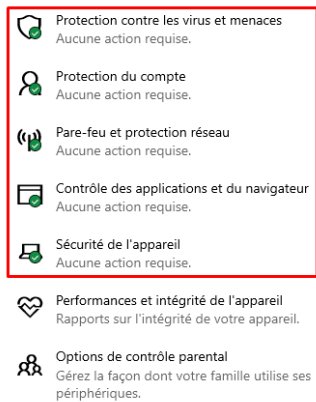 Protection contre les virus et menaces
Aucune action requise.
Protection du compte
Aucune action requise.
Pare-feu et protection réseau
Aucune action requise.
Contrôle des applications et du navigateur
Aucune action requise.
Sécurité de l'appareil
Aucune action requise.
Performances et intégrité de l'appareil
Rapports sur l'intégrité de votre appareil.
Options de contrôle parental
Gérez la façon dont votre famille utilise ses
périphériques.